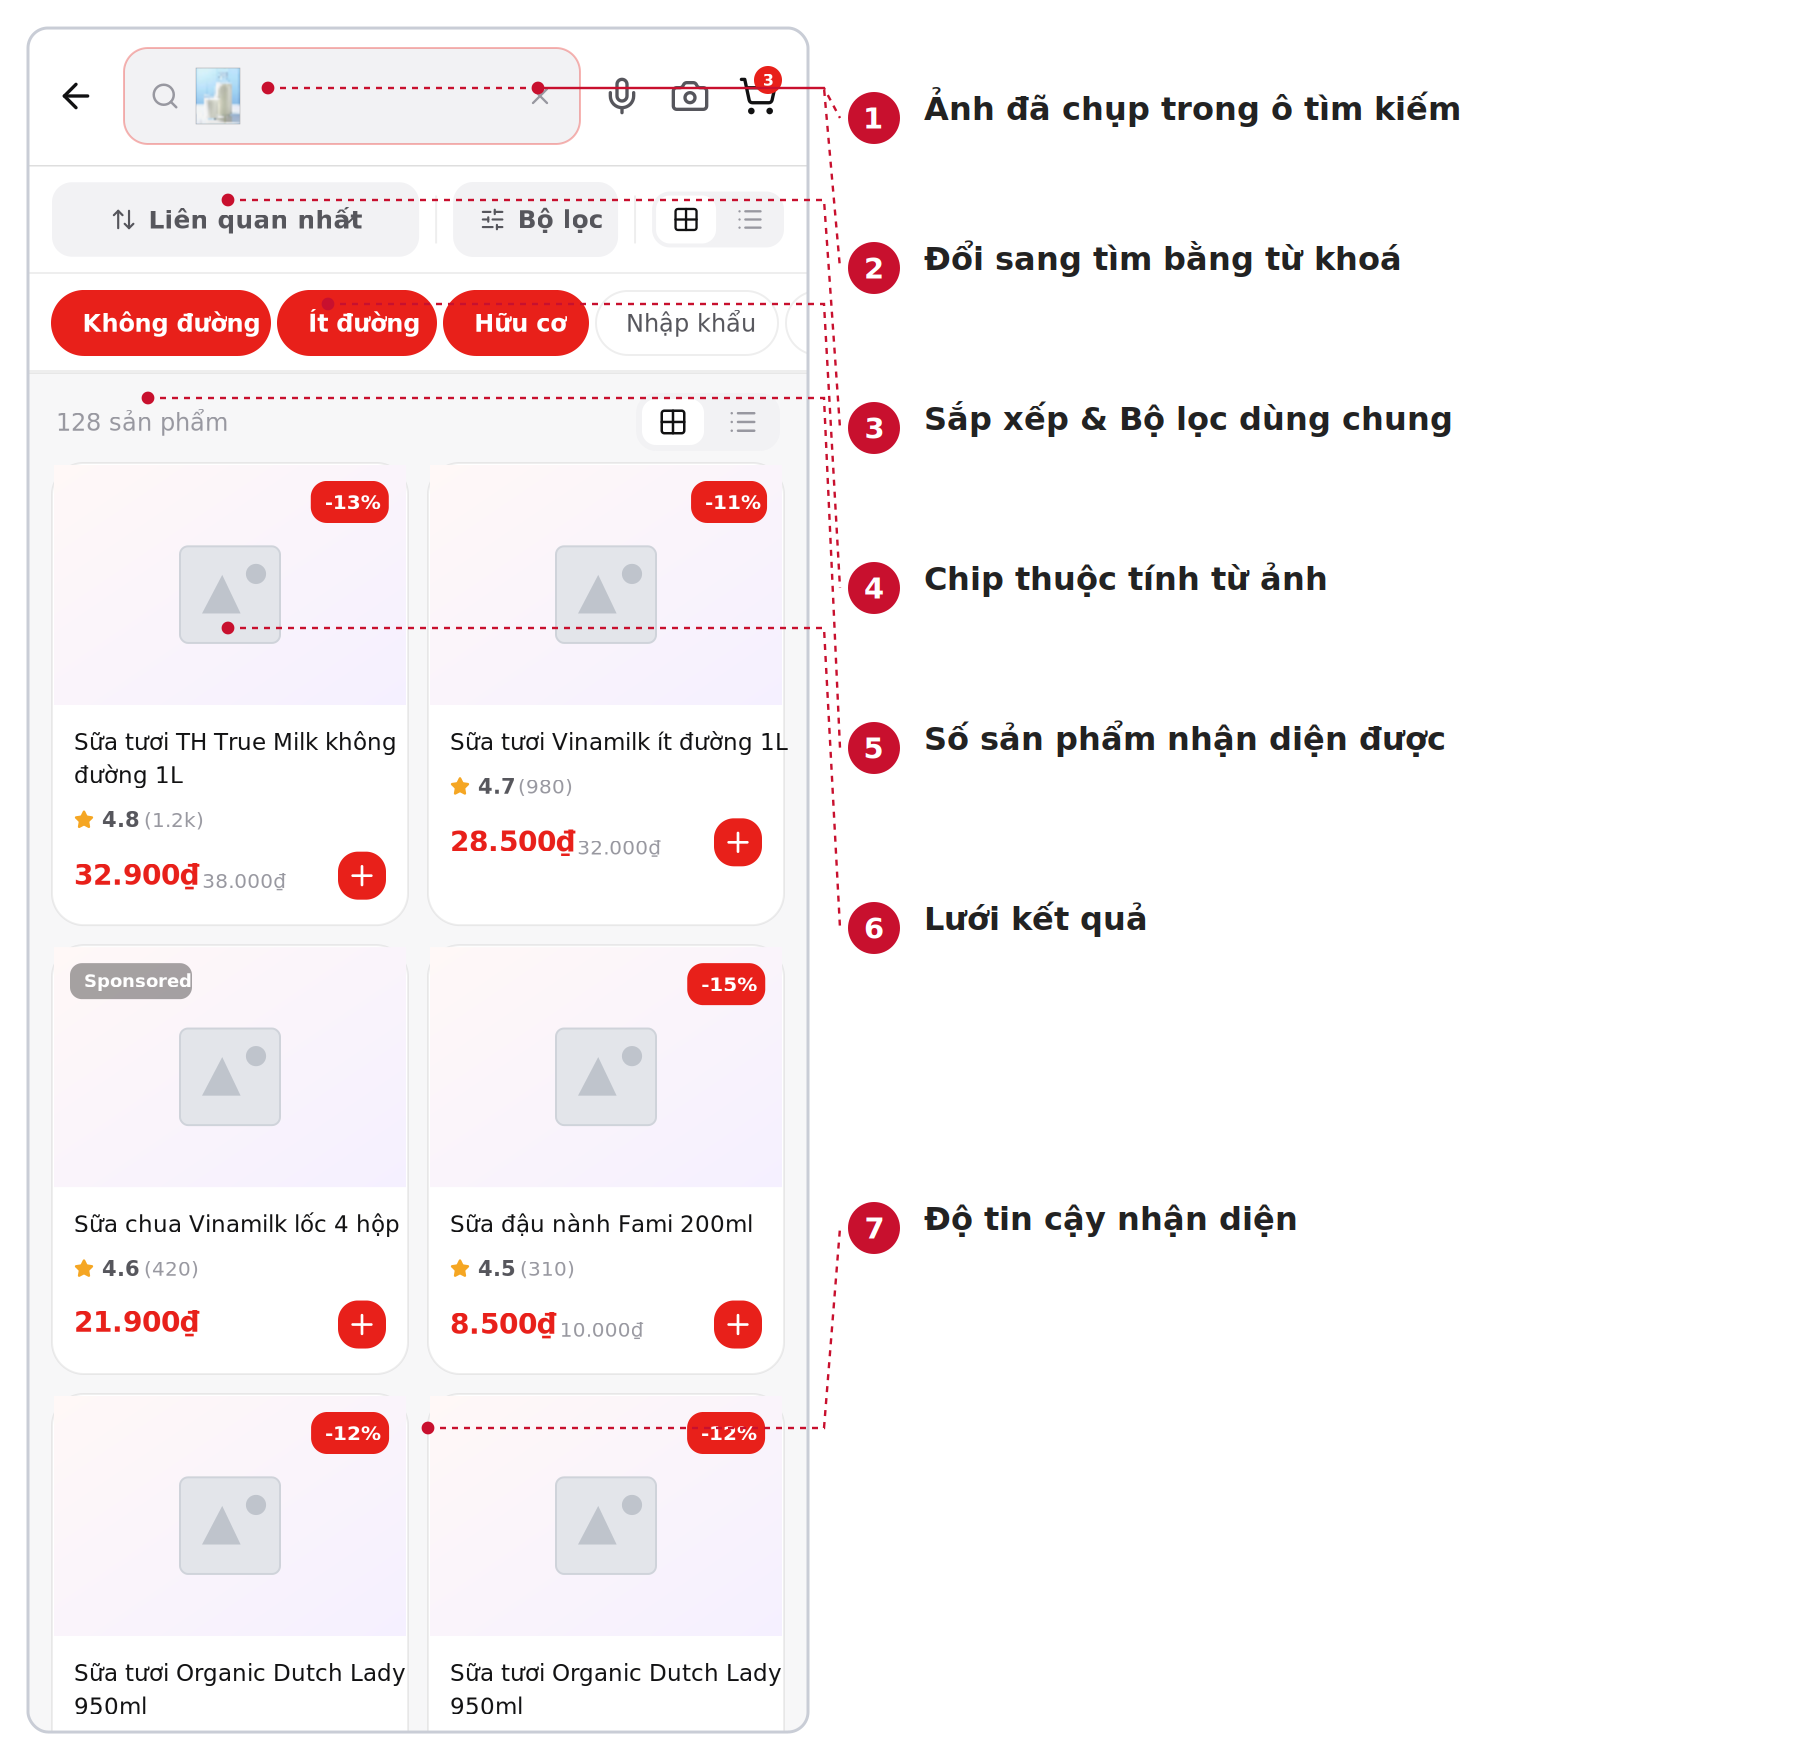 3
Liên quan nhất
Bộ lọc
Không đường
Ít đường
Hữu cơ
Nhập khẩu
128 sản phẩm
-13%
Sữa tươi TH True Milk không
đường 1L
4.8 (1.2k)
32.900₫ 38.000₫
-11%
Sữa tươi Vinamilk ít đường 1L
4.7 (980)
28.500₫ 32.000₫
Sponsored
Sữa chua Vinamilk lốc 4 hộp
4.6 (420)
21.900₫
-15%
Sữa đậu nành Fami 200ml
4.5 (310)
8.500₫ 10.000₫
-12%
Sữa tươi Organic Dutch Lady
950ml
-12%
Sữa tươi Organic Dutch Lady
950ml
1 Ảnh đã chụp trong ô tìm kiếm
2 Đổi sang tìm bằng từ khoá
3 Sắp xếp & Bộ lọc dùng chung
4 Chip thuộc tính từ ảnh
5 Số sản phẩm nhận diện được
6 Lưới kết quả
7 Độ tin cậy nhận diện